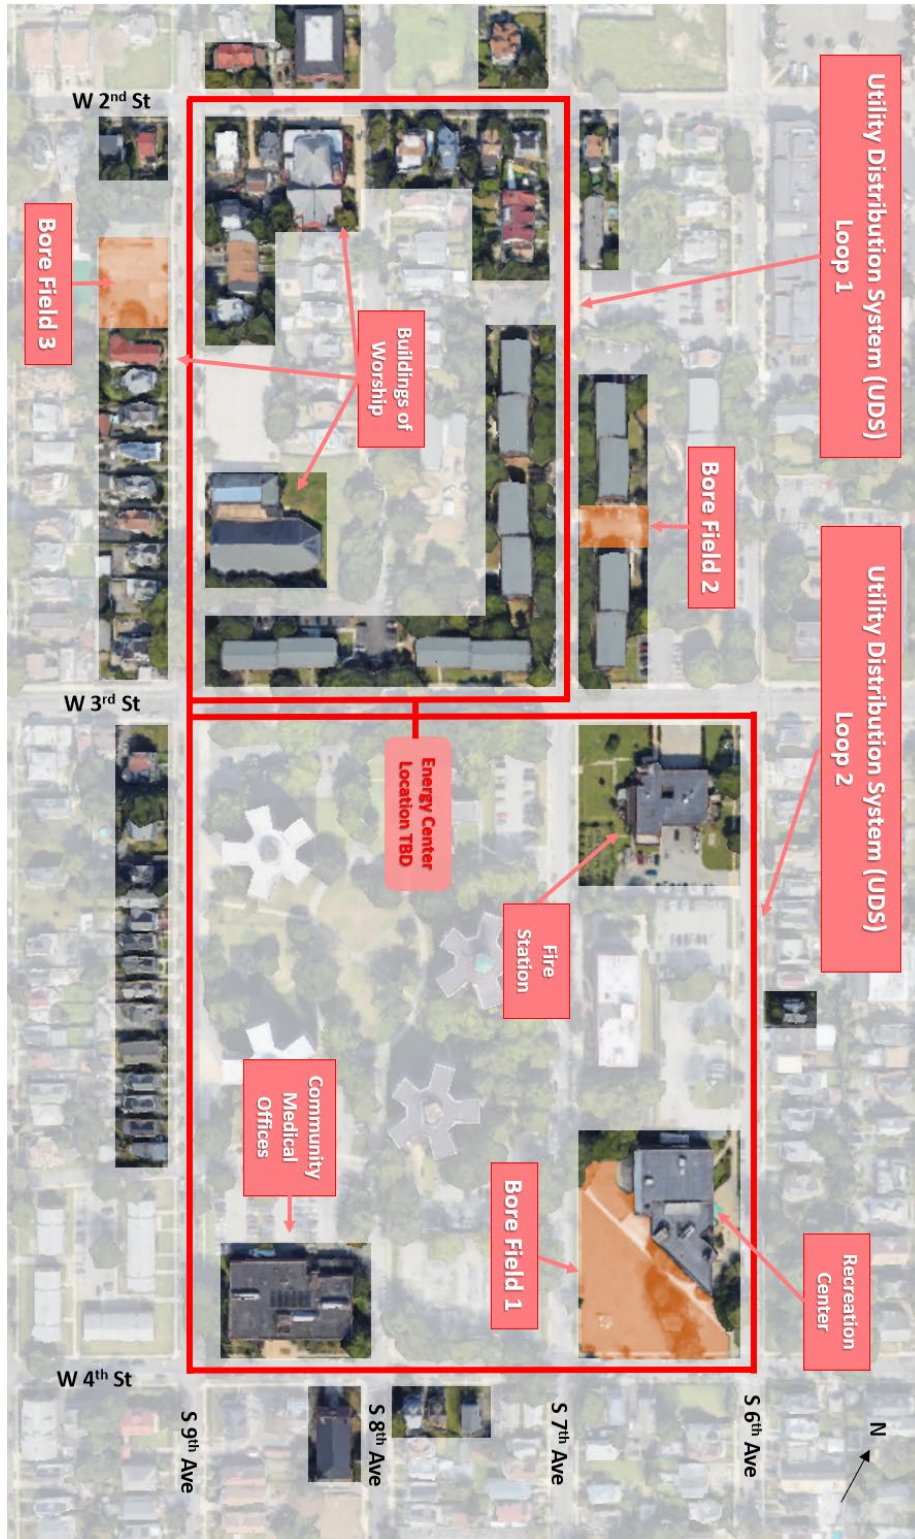 W 2nd St
Utility Distribution System (UDS)
Loop 1
Bore Field 3
Buildings of
Worship
Bore Field 2
Utility Distribution System (UDS)
Loop 2
W 3rd St
Energy Center
Location TBD
Fire
Station
Community
Medical
Offices
Bore Field 1
Recreation
Center
W 4th St
S 9th Ave
S 8th Ave
S 7th Ave
S 6th Ave
N